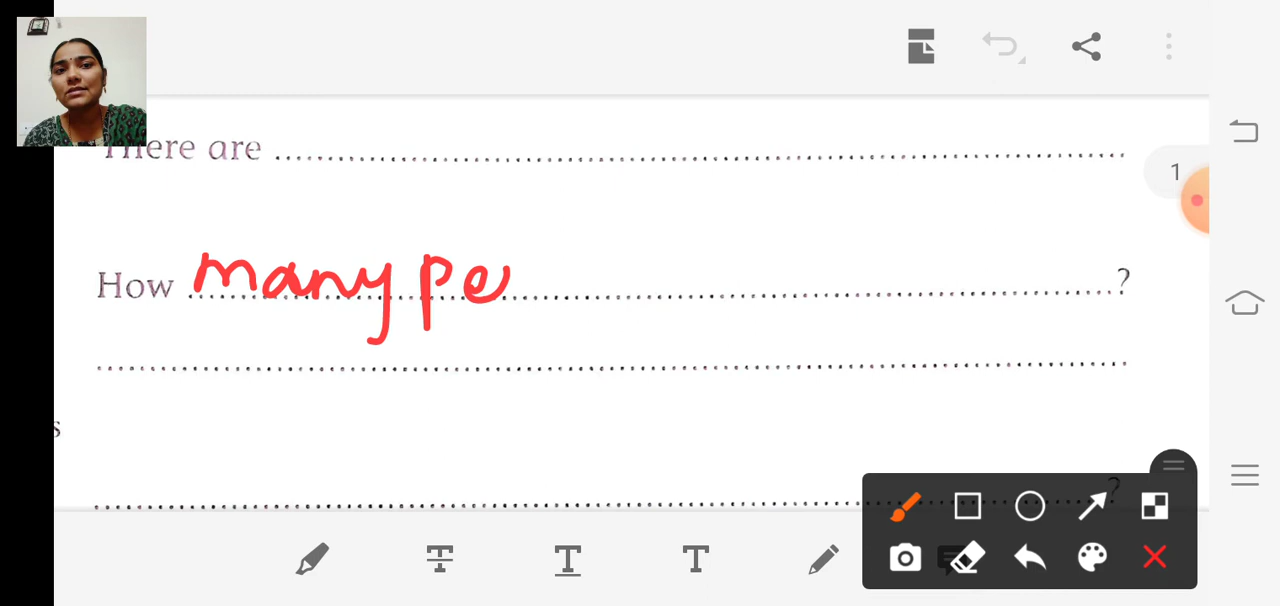 There are ........................................................
1
How many pe ........................................................ ?
........................................................
s
........................................................ ?
T T T